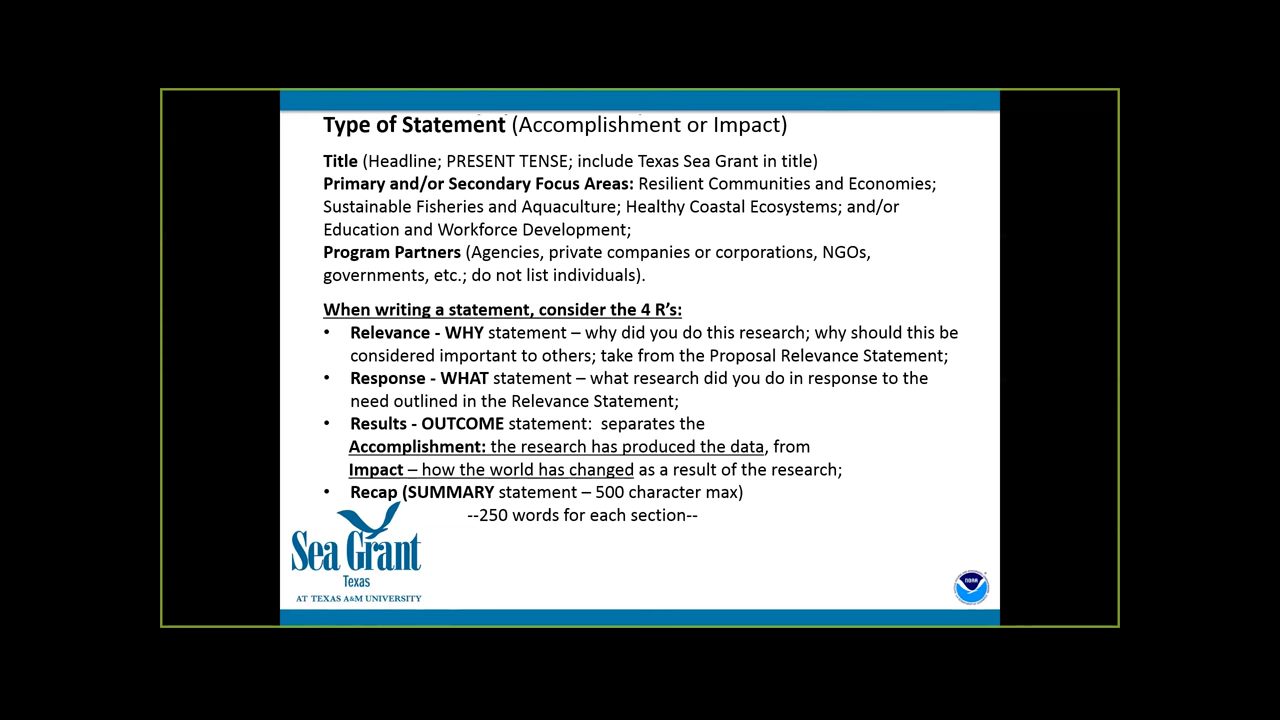 Type of Statement (Accomplishment or Impact)
Title (Headline; PRESENT TENSE; include Texas Sea Grant in title)
Primary and/or Secondary Focus Areas: Resilient Communities and Economies;
Sustainable Fisheries and Aquaculture; Healthy Coastal Ecosystems; and/or
Education and Workforce Development;
Program Partners (Agencies, private companies or corporations, NGOs,
governments, etc.; do not list individuals).
When writing a statement, consider the 4 R's:
• Relevance - WHY statement – why did you do this research; why should this be
considered important to others; take from the Proposal Relevance Statement;
• Response - WHAT statement – what research did you do in response to the
need outlined in the Relevance Statement;
• Results - OUTCOME statement: separates the
Accomplishment: the research has produced the data, from
Impact – how the world has changed as a result of the research;
• Recap (SUMMARY statement – 500 character max)
--250 words for each section--
Sea Grant
Texas
AT TEXAS A&M UNIVERSITY
NOAA